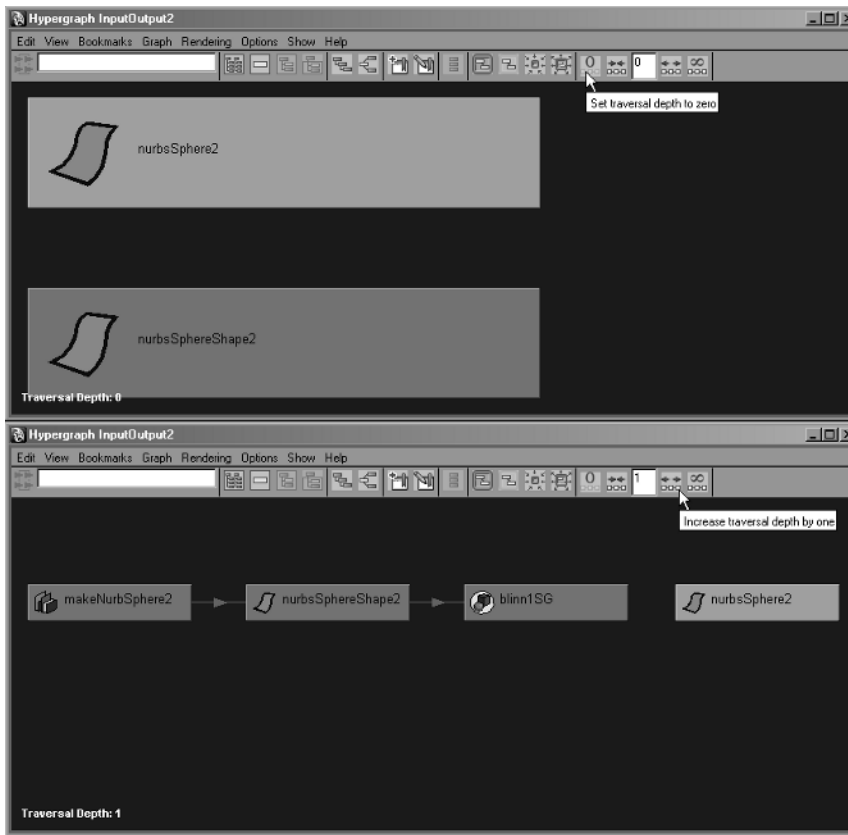 Hypergraph InputOutput2
Edit View Bookmarks Graph Rendering Options Show Help
0 0
Set traversal depth to zero
nurbsSphere2
nurbsSphereShape2
Traversal Depth: 0
Hypergraph InputOutput2
Edit View Bookmarks Graph Rendering Options Show Help
0 1
Increase traversal depth by one
makeNurbSphere2 nurbsSphereShape2 blinn1SG nurbsSphere2
Traversal Depth: 1